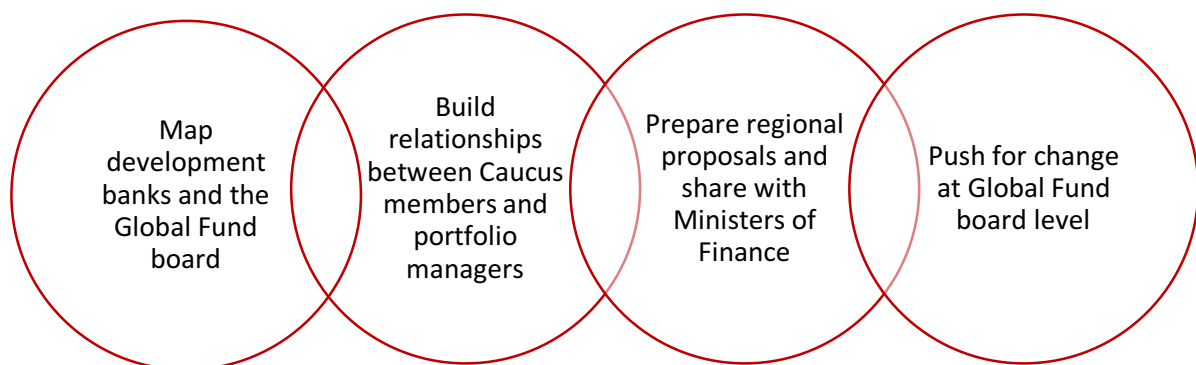 Map
development
banks and the
Global Fund
board
Build
relationships
between Caucus
members and
portfolio
managers
Prepare regional
proposals and
share with
Ministers of
Finance
Push for change
at Global Fund
board level